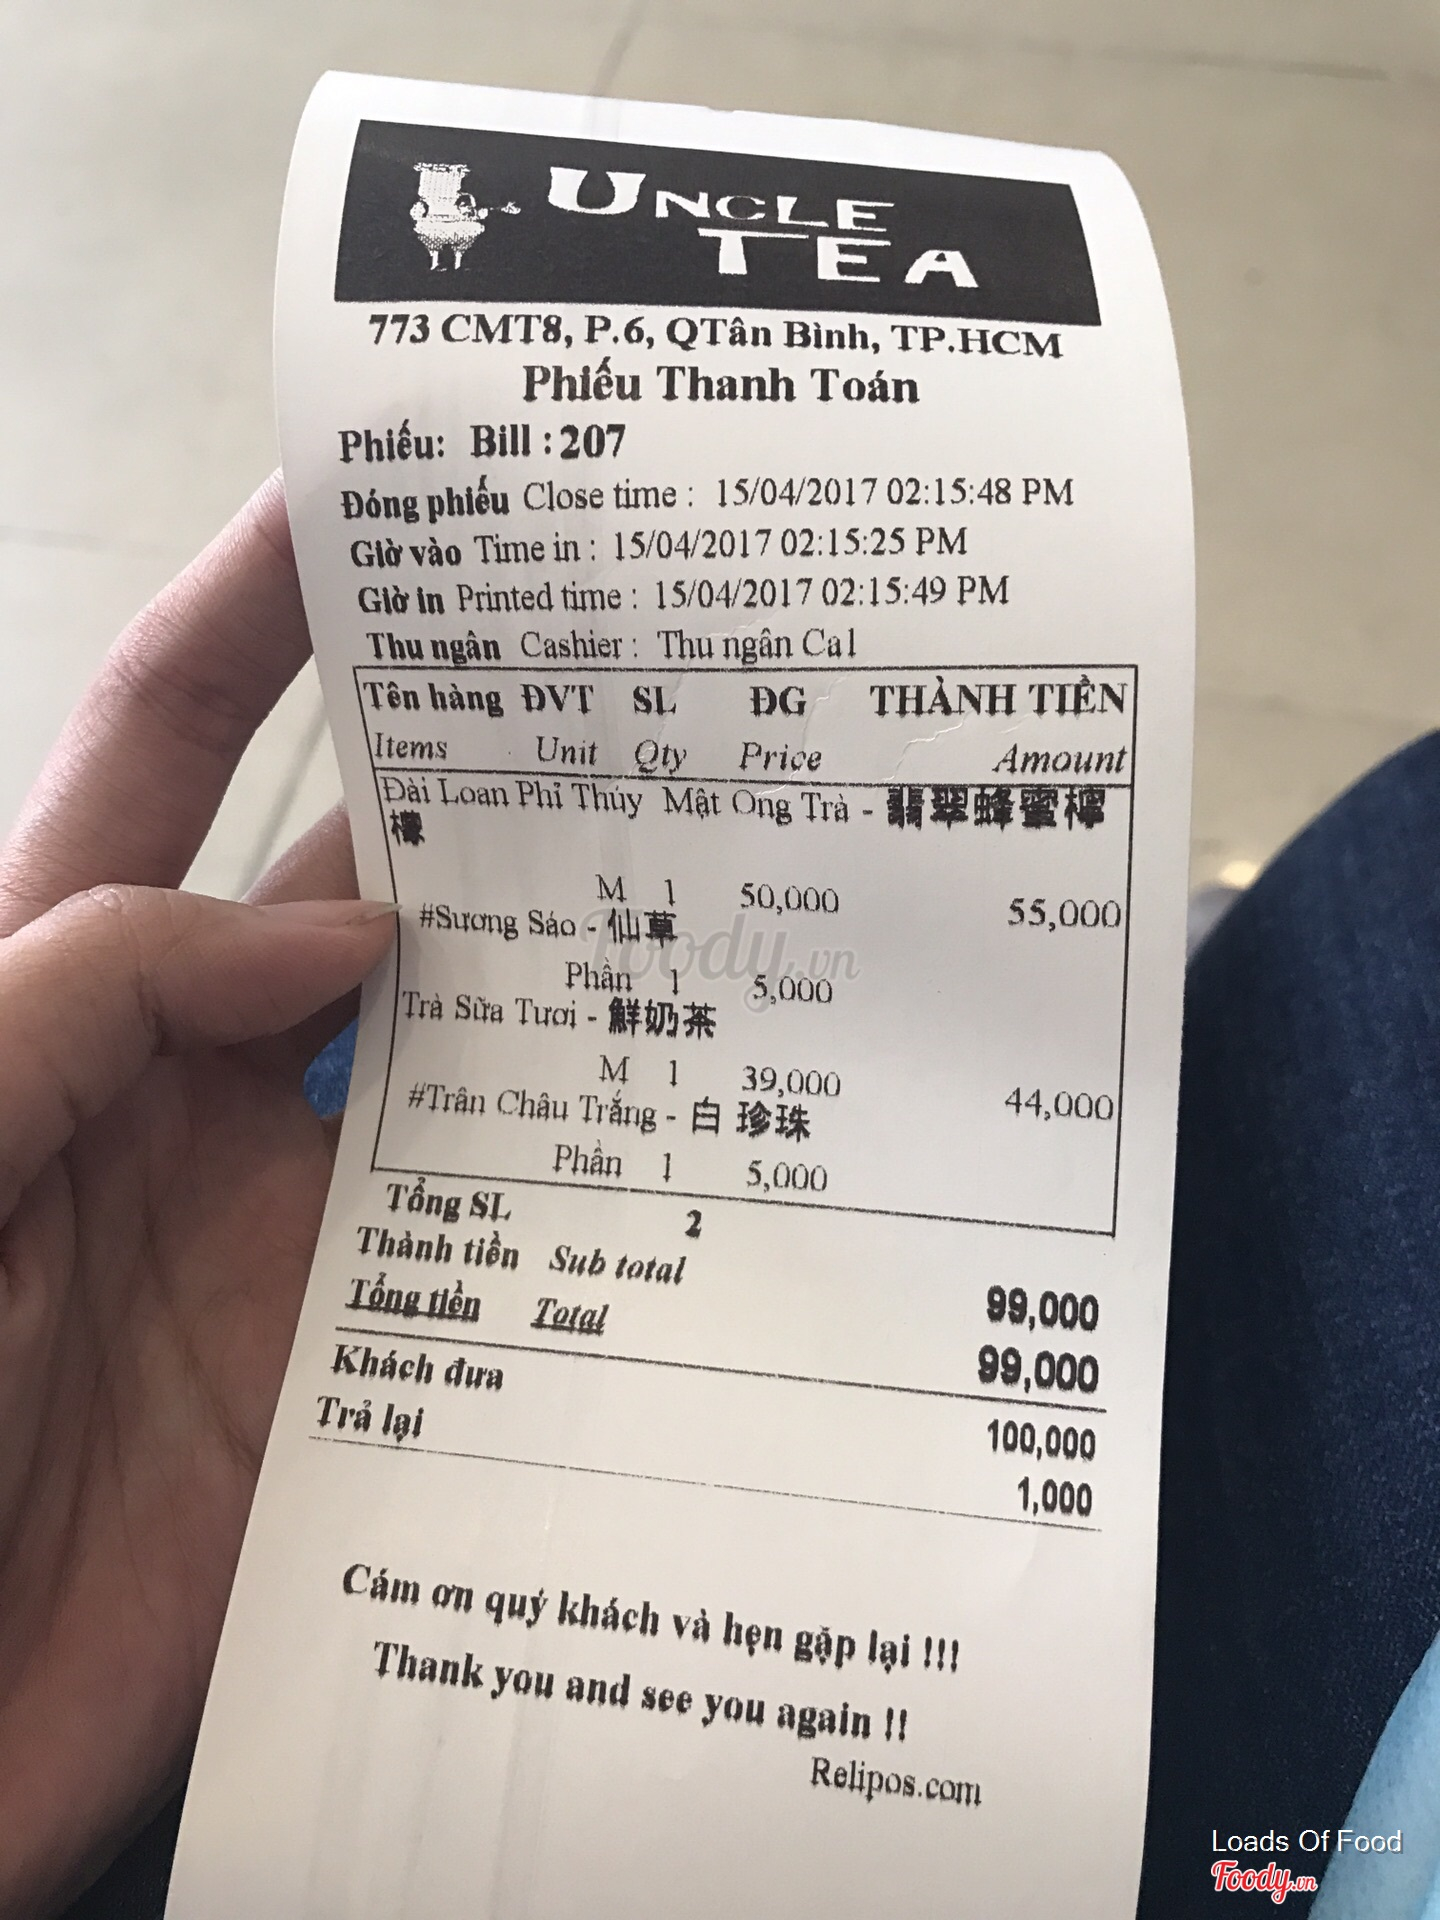 UNCLE
TEA
773 CMT8, P.6, QTân Bình, TP.HCM
Phiếu Thanh Toán
Phiếu: Bill : 207
Đóng phiếu Close time : 15/04/2017 02:15:48 PM
Giờ vào Time in : 15/04/2017 02:15:25 PM
Giờ in Printed time : 15/04/2017 02:15:49 PM
Thu ngân Cashier : Thu ngân Ca1
Tên hàng ĐVT SL ĐG THÀNH TIỀN
Items Unit Qty Price Amount
Đài Loan Phỉ Thúy Mật Ong Trà - 翡翠蜂蜜檸
檬
M 1 50,000 55,000
#Sương Sáo - 仙草
Phần 1 5,000
Trà Sữa Tươi - 鮮奶茶
M 1 39,000 44,000
#Trân Châu Trắng - 白 珍珠
Phần 1 5,000
Tổng SL 2
Thành tiền Sub total 99,000
Tổng tiền Total 99,000
Khách đưa 100,000
Trả lại 1,000
Cám ơn quý khách và hẹn gặp lại !!!
Thank you and see you again !!
Relipos.com
Foody.vn
Loads Of Food
Foody.vn